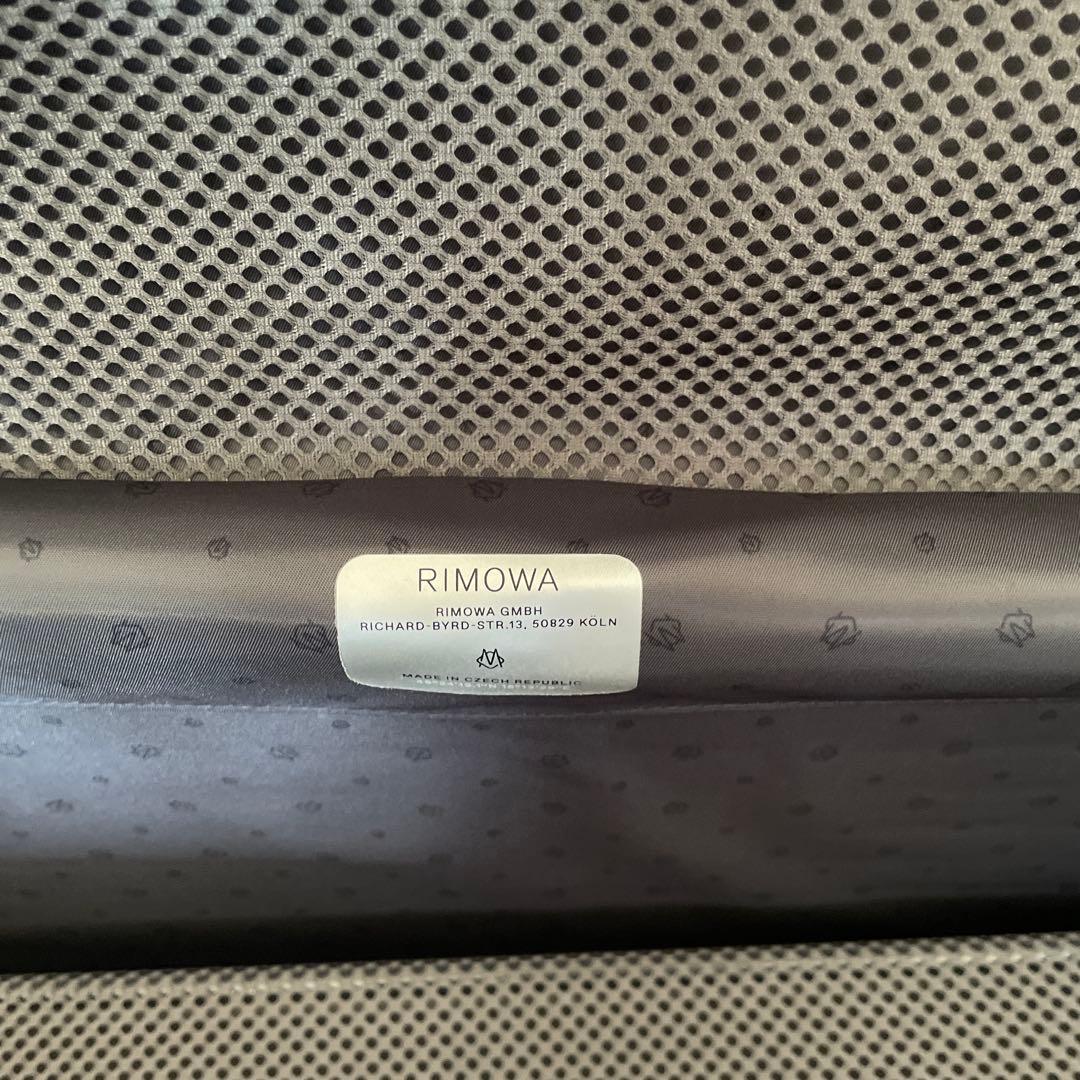 RIMOWA
RIMOWA GMBH
RICHARD-BYRD-STR.13, 50829 KÖLN
MADE IN CZECH REPUBLIC